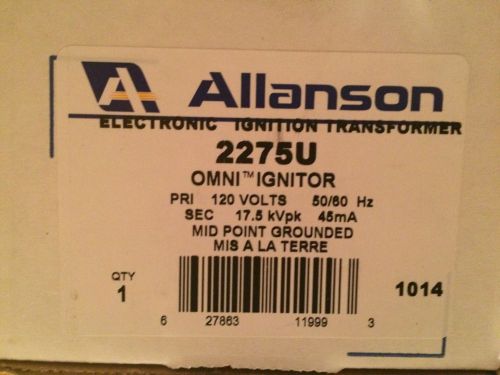 Allanson
ELECTRONIC IGNITION TRANSFORMER
2275U
OMNI™IGNITOR
PRI 120 VOLTS 50/60 Hz
SEC 17.5 kVpk 45mA
MID POINT GROUNDED
MIS A LA TERRE
QTY
1
1014
6 27863 11999 3